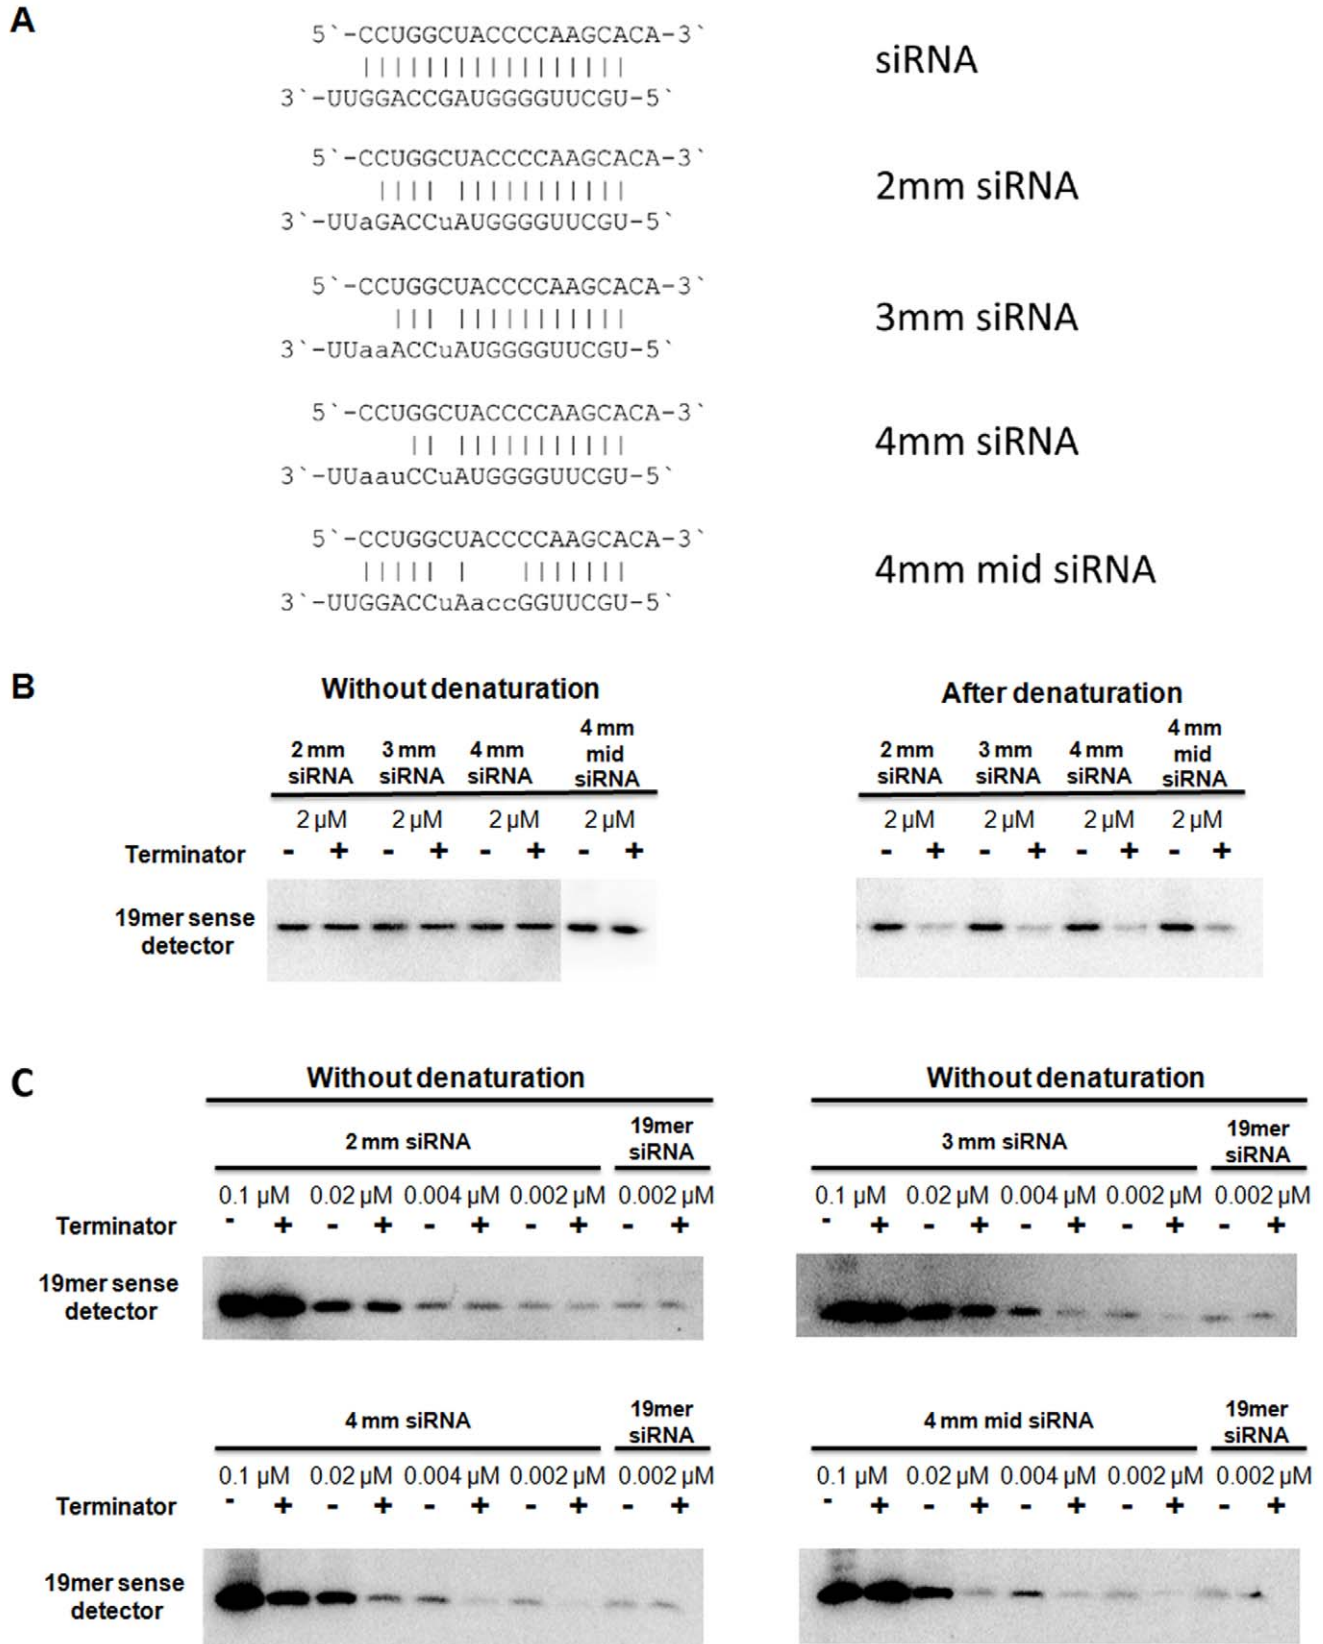 A
5`-CCUGGCUACCCCAAGCACA-3`
| | | | | | | | | | | | | | | | |
3`-UUGGACCGAUGGGGUUCGU-5`
siRNA
5`-CCUGGCUACCCCAAGCACA-3`
| | | | | | | | | | | | | | |
3`-UUaGACCuAUGGGGUUCGU-5`
2mm siRNA
5`-CCUGGCUACCCCAAGCACA-3`
| | | | | | | | | | | | | |
3`-UUaaACCuAUGGGGUUCGU-5`
3mm siRNA
5`-CCUGGCUACCCCAAGCACA-3`
| | | | | | | | | | | | |
3`-UUaauCCuAUGGGGUUCGU-5`
4mm siRNA
5`-CCUGGCUACCCCAAGCACA-3`
| | | | | | | | | | | | |
3`-UUGGACCuAaccGGUUCGU-5`
4mm mid siRNA
B
Without denaturation
2 mm siRNA
3 mm siRNA
4 mm siRNA
4 mm mid siRNA
2 µM 2 µM 2 µM 2 µM
Terminator - + - + - + - +
19mer sense
detector
After denaturation
2 mm siRNA
3 mm siRNA
4 mm siRNA
4 mm mid siRNA
2 µM 2 µM 2 µM 2 µM
- + - + - + - +
C
Without denaturation
2 mm siRNA
19mer siRNA
0.1 µM 0.02 µM 0.004 µM 0.002 µM 0.002 µM
Terminator - + - + - + - + - +
19mer sense
detector
Without denaturation
3 mm siRNA
19mer siRNA
0.1 µM 0.02 µM 0.004 µM 0.002 µM 0.002 µM
- + - + - + - + - +
4 mm siRNA
19mer siRNA
0.1 µM 0.02 µM 0.004 µM 0.002 µM 0.002 µM
Terminator - + - + - + - + - +
19mer sense
detector
4 mm mid siRNA
19mer siRNA
0.1 µM 0.02 µM 0.004 µM 0.002 µM 0.002 µM
- + - + - + - + - +